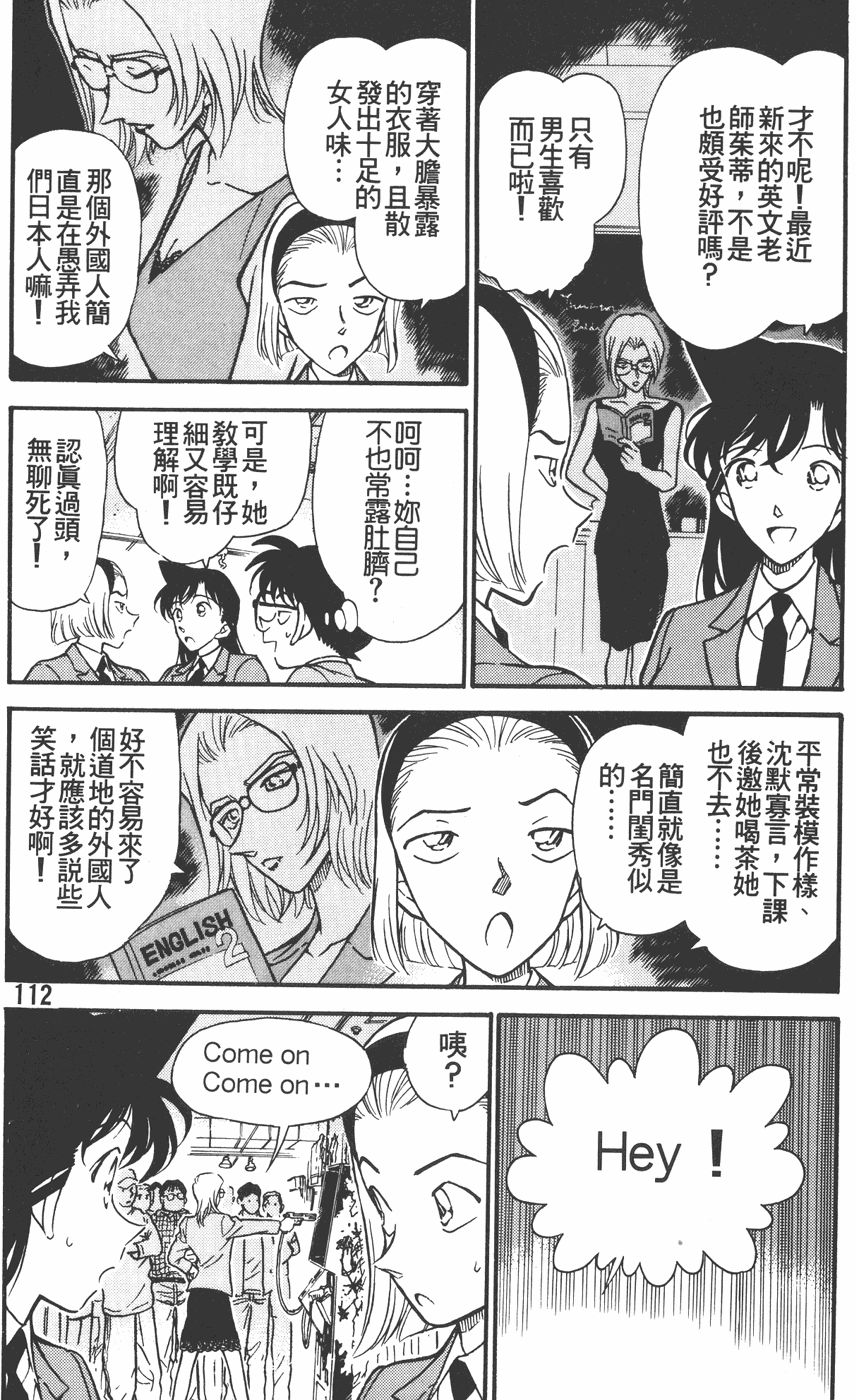 才不呢！最近
新來的英文老
師茱蒂，不是
也頗受好評嗎？
只有
男生喜歡
而已啦！
穿著大膽暴露
的衣服，且散
發出十足的
女人味…
那個外國人簡
直是在愚弄我
們日本人嘛！
呵呵…妳自己
不也常露肚臍？
可是，她
教學既仔
細又容易
理解啊！
認真過頭，
無聊死了！
平常裝模作樣、
沈默寡言，下課
後邀她喝茶她
也不去……
簡直就像是
名門閨秀似
的……
好不容易來了
個道地的外國人
，就應該多説些
笑話才好啊！
ENGLISH
2
112
Hey！
咦？
Come on
Come on…